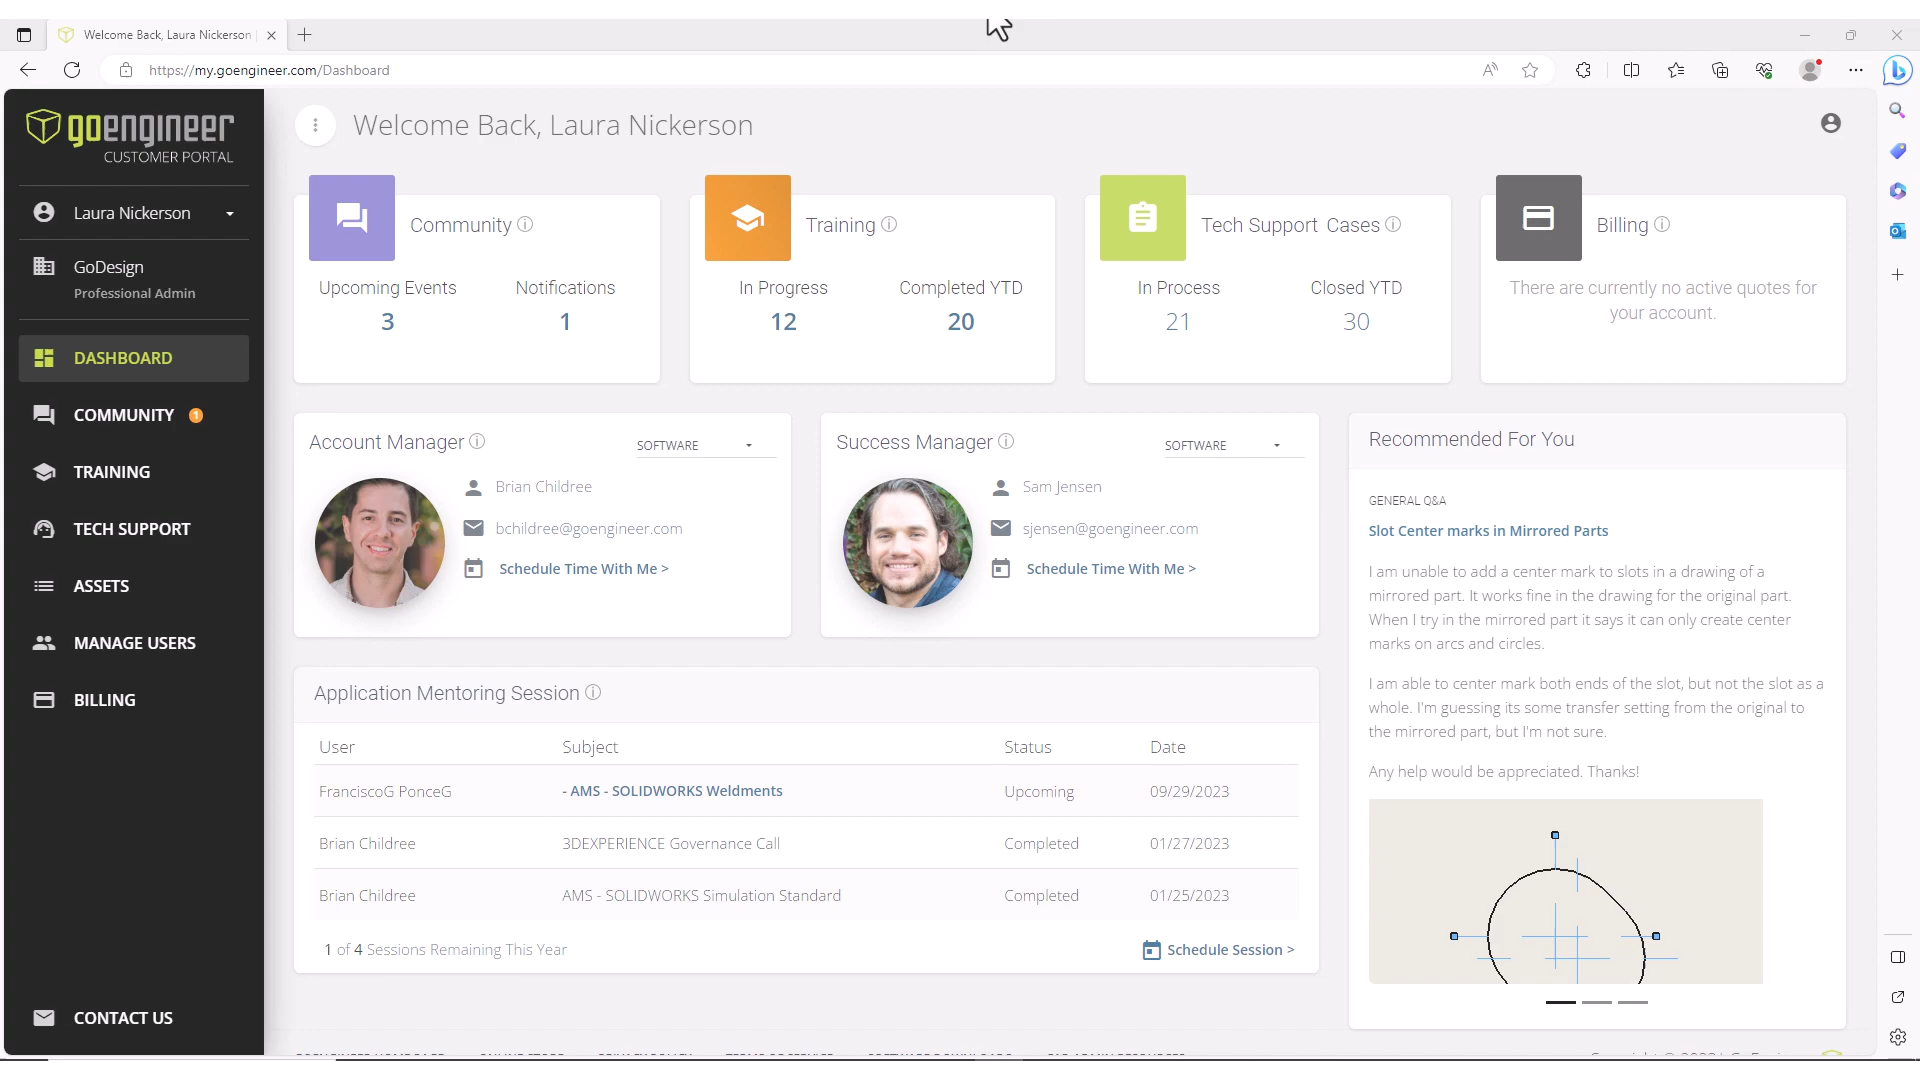 Welcome Back, Laura Nickerson
https://my.goengineer.com/Dashboard
goengineer
CUSTOMER PORTAL
Laura Nickerson
GoDesign
Professional Admin
DASHBOARD
COMMUNITY 1
TRAINING
TECH SUPPORT
ASSETS
MANAGE USERS
BILLING
CONTACT US
Welcome Back, Laura Nickerson
Community
Upcoming Events Notifications
3 1
Training
In Progress Completed YTD
12 20
Tech Support Cases
In Process Closed YTD
21 30
Billing
There are currently no active quotes for
your account.
Account Manager SOFTWARE
Brian Childree
bchildree@goengineer.com
Schedule Time With Me >
Success Manager SOFTWARE
Sam Jensen
sjensen@goengineer.com
Schedule Time With Me >
Application Mentoring Session
User Subject Status Date
FranciscoG PonceG - AMS - SOLIDWORKS Weldments Upcoming 09/29/2023
Brian Childree 3DEXPERIENCE Governance Call Completed 01/27/2023
Brian Childree AMS - SOLIDWORKS Simulation Standard Completed 01/25/2023
1 of 4 Sessions Remaining This Year Schedule Session >
Recommended For You
GENERAL Q&A
Slot Center marks in Mirrored Parts
I am unable to add a center mark to slots in a drawing of a
mirrored part. It works fine in the drawing for the original part.
When I try in the mirrored part it says it can only create center
marks on arcs and circles.
I am able to center mark both ends of the slot, but not the slot as a
whole. I'm guessing its some transfer setting from the original to
the mirrored part, but I'm not sure.
Any help would be appreciated. Thanks!